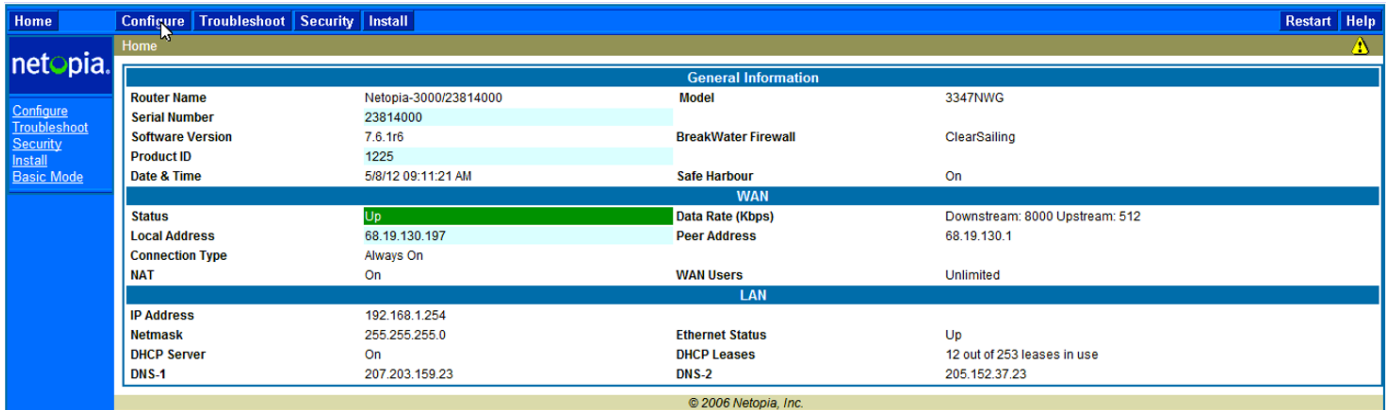 Home Configure Troubleshoot Security Install Restart Help
netopia.
Home
Configure
Troubleshoot
Security
Install
Basic Mode
General Information
Router Name Netopia-3000/23814000 Model 3347NWG
Serial Number 23814000
Software Version 7.6.1r6 BreakWater Firewall ClearSailing
Product ID 1225
Date & Time 5/8/12 09:11:21 AM Safe Harbour On
WAN
Status Up Data Rate (Kbps) Downstream: 8000 Upstream: 512
Local Address 68.19.130.197 Peer Address 68.19.130.1
Connection Type Always On
NAT On WAN Users Unlimited
LAN
IP Address 192.168.1.254
Netmask 255.255.255.0 Ethernet Status Up
DHCP Server On DHCP Leases 12 out of 253 leases in use
DNS-1 207.203.159.23 DNS-2 205.152.37.23
© 2006 Netopia, Inc.